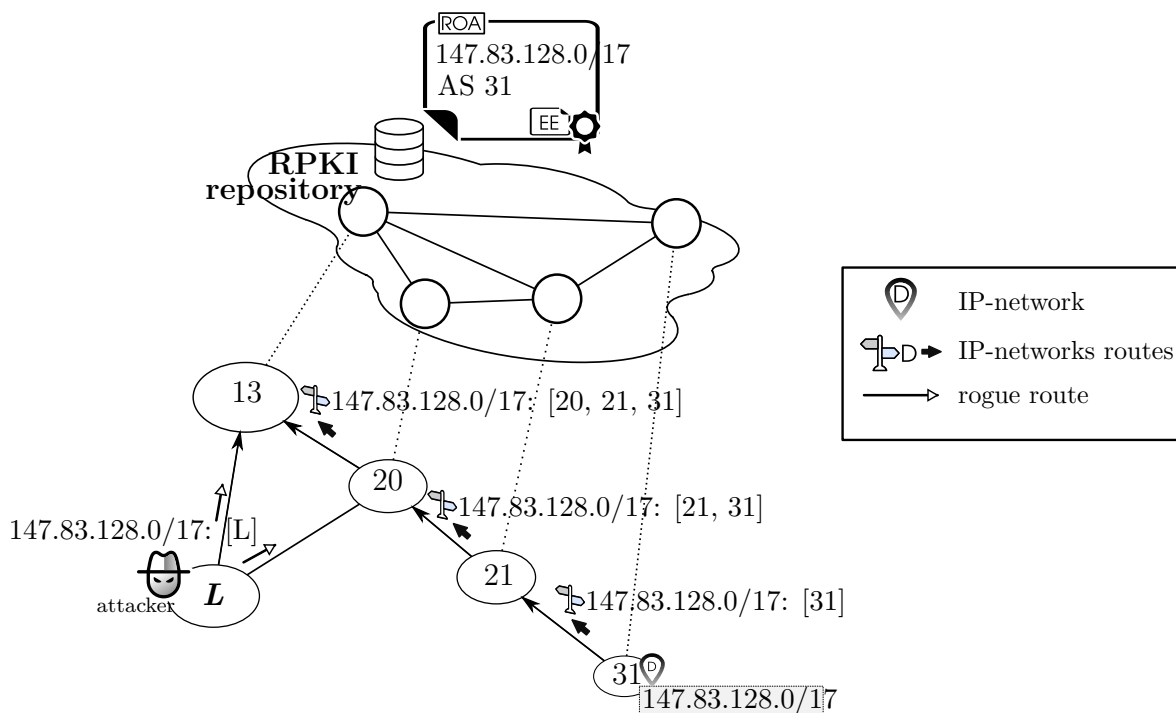 ROA
147.83.128.0/17
AS 31
EE
RPKI
repository
D
IP-network
D
IP-networks routes
rogue route
13
147.83.128.0/17: [20, 21, 31]
20
147.83.128.0/17: [21, 31]
147.83.128.0/17: [L]
21
attacker
L
147.83.128.0/17: [31]
31
D
147.83.128.0/17